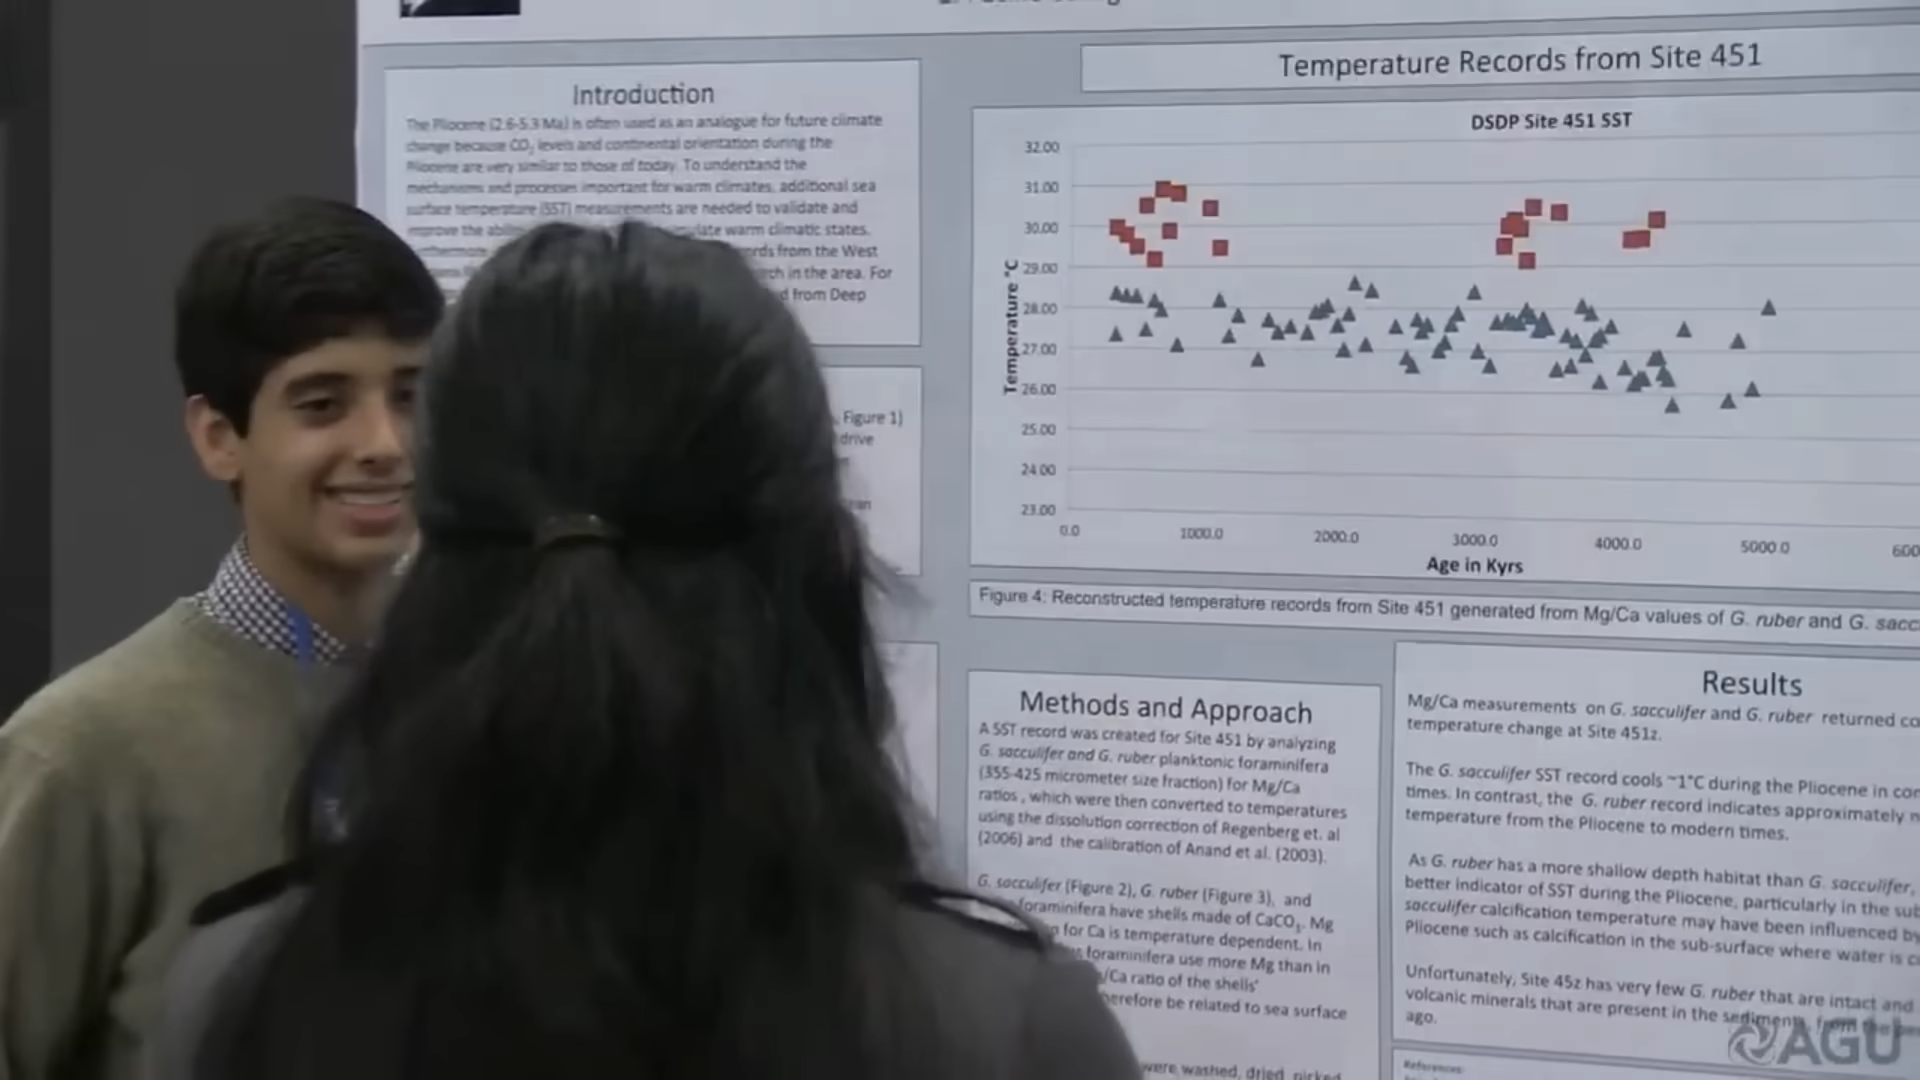 Introduction
The Pliocene (2.6-5.3 Ma) is often used as an analogue for future climate
change because CO₂ levels and continental orientation during the
Pliocene are very similar to those of today. To understand the
mechanisms and processes important for warm climates, additional sea
surface temperature (SST) measurements are needed to validate and
improve the
late warm climatic states.
from the West
in the area. For
from Deep
, Figure 1)
drive
Temperature Records from Site 451
DSDP Site 451 SST
32.00
31.00
30.00
29.00
28.00
27.00
26.00
25.00
24.00
23.00
Temperature °C
0.0
1000.0
2000.0
3000.0
4000.0
5000.0
600
Age in Kyrs
Figure 4: Reconstructed temperature records from Site 451 generated from Mg/Ca values of G. ruber and G. sacc
Methods and Approach
A SST record was created for Site 451 by analyzing
G. sacculifer and G. ruber planktonic foraminifera
(355-425 micrometer size fraction) for Mg/Ca
ratios , which were then converted to temperatures
using the dissolution correction of Regenberg et. al
(2006) and the calibration of Anand et al. (2003).
G. sacculifer (Figure 2), G. ruber (Figure 3), and
foraminifera have shells made of CaCO₃. Mg
for Ca is temperature dependent. In
foraminifera use more Mg than in
/Ca ratio of the shells'
herefore be related to sea surface
were washed, dried, picked
Results
Mg/Ca measurements on G. sacculifer and G. ruber returned co
temperature change at Site 451z.
The G. sacculifer SST record cools ~1°C during the Pliocene in co
times. In contrast, the G. ruber record indicates approximately n
temperature from the Pliocene to modern times.
As G. ruber has a more shallow depth habitat than G. sacculifer,
better indicator of SST during the Pliocene, particularly in the sub
sacculifer calcification temperature may have been influenced by
Pliocene such as calcification in the sub-surface where water is c
Unfortunately, Site 45z has very few G. ruber that are intact and
volcanic minerals that are present in the sediments from the
ago.
References:
AGU